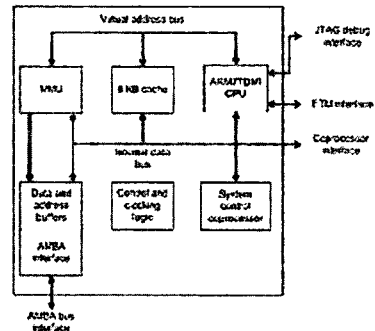 Virtual address bus
JTAG debug
interface
MMU
8 KB cache
ARM7TDMI
CPU
ETM interface
Internal data
bus
Coprocessor
interface
Data and
address
buffers
AMBA
interface
Control and
clocking
logic
System
control
coprocessor
AMBA bus
interface